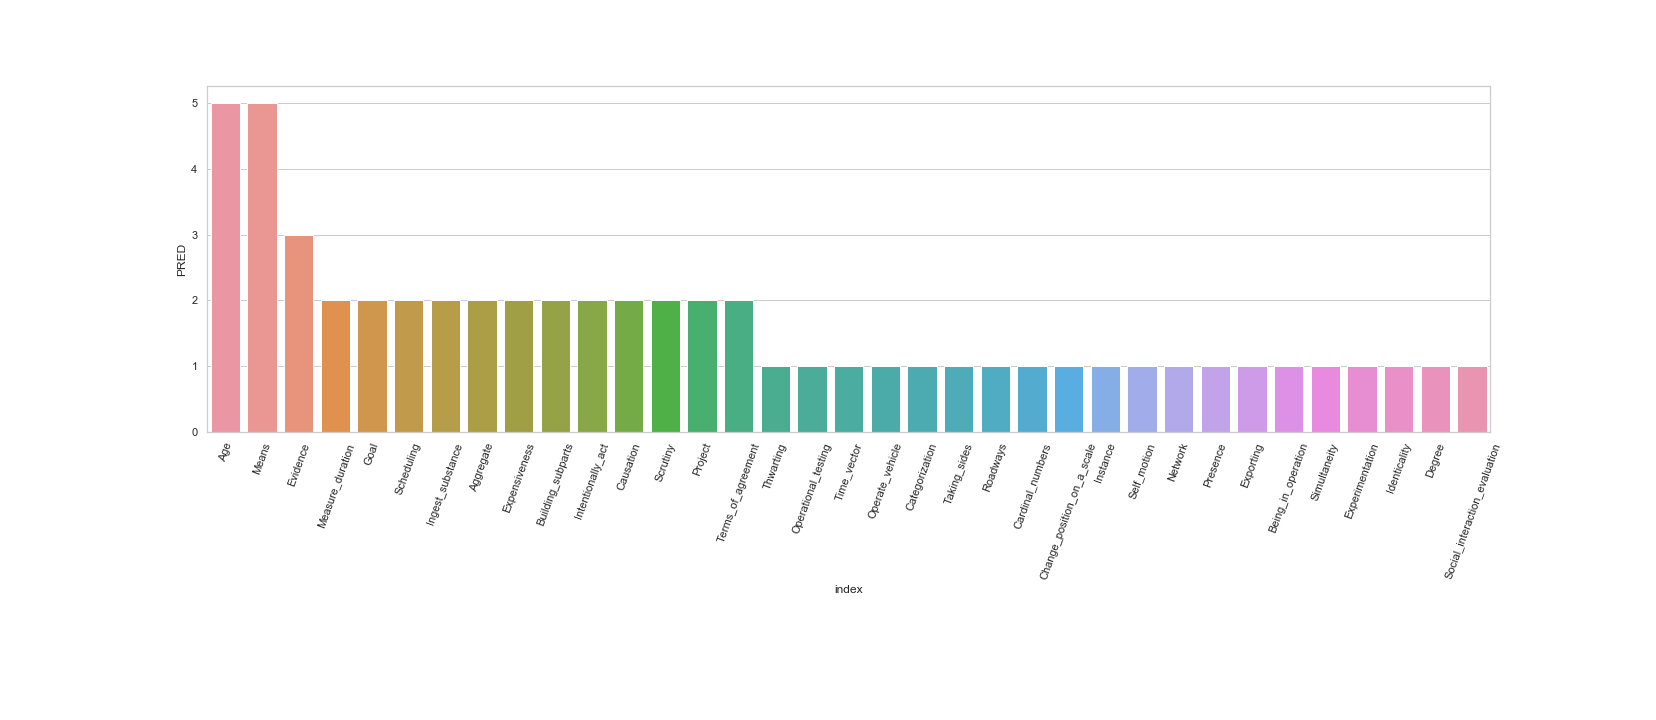 5
4
3
2
1
0
PRED
Age
Means
Evidence
Measure_duration
Goal
Scheduling
Ingest_substance
Aggregate
Expensiveness
Building_subparts
Intentionally_act
Causation
Scrutiny
Project
Terms_of_agreement
Thwarting
Operational_testing
Time_vector
Operate_vehicle
Categorization
Taking_sides
Roadways
Cardinal_numbers
Change_position_on_a_scale
Instance
Self_motion
Network
Presence
Exporting
Being_in_operation
Simultaneity
Experimentation
Identicality
Degree
Social_interaction_evaluation
index